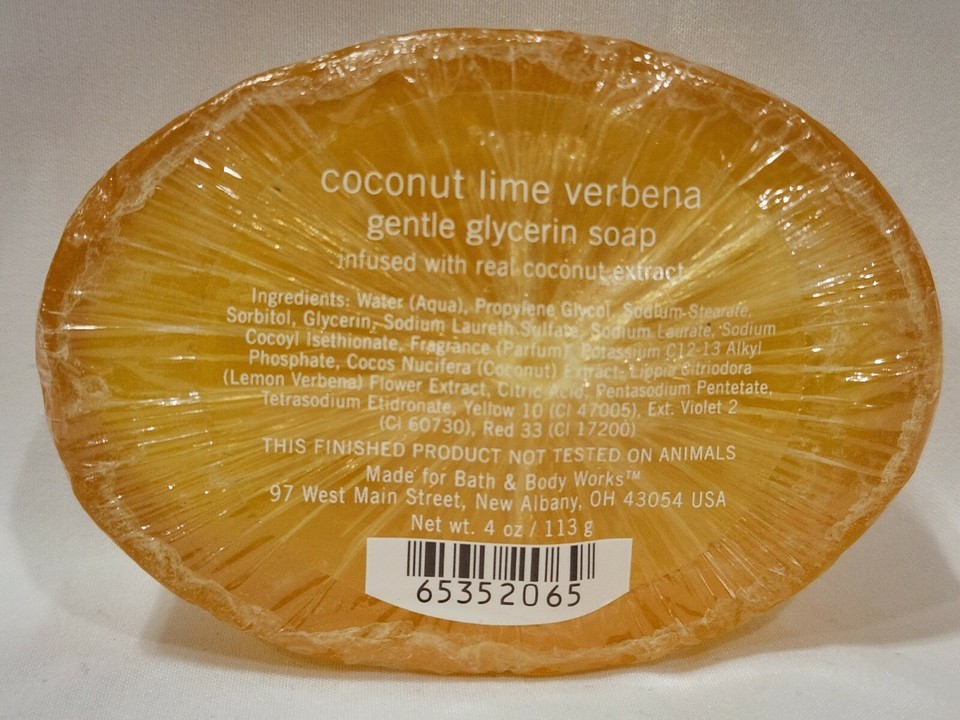 coconut lime verbena
gentle glycerin soap
infused with real coconut extract
Ingredients: Water (Aqua), Propylene Glycol, Sodium Stearate,
Sorbitol, Glycerin, Sodium Laureth Sulfate, Sodium Laurate, Sodium
Cocoyl Isethionate, Fragrance (Parfum), Potassium C12-13 Alkyl
Phosphate, Cocos Nucifera (Coconut) Extract, Lippia Citriodora
(Lemon Verbena) Flower Extract, Citric Acid, Pentasodium Pentetate,
Tetrasodium Etidronate, Yellow 10 (CI 47005), Ext. Violet 2
(CI 60730), Red 33 (CI 17200)
THIS FINISHED PRODUCT NOT TESTED ON ANIMALS
Made for Bath & Body Works™
97 West Main Street, New Albany, OH 43054 USA
Net wt. 4 oz / 113 g
65352065